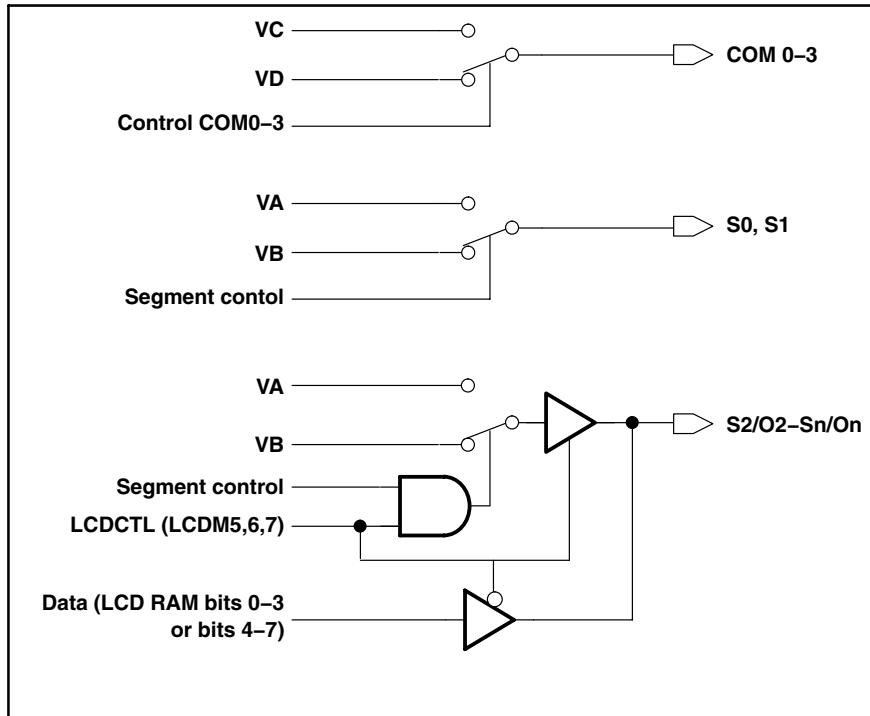 VC
COM 0–3
VD
Control COM0–3
VA
S0, S1
VB
Segment contol
VA
S2/O2–Sn/On
VB
Segment control
LCDCTL (LCDM5,6,7)
Data (LCD RAM bits 0–3
or bits 4–7)